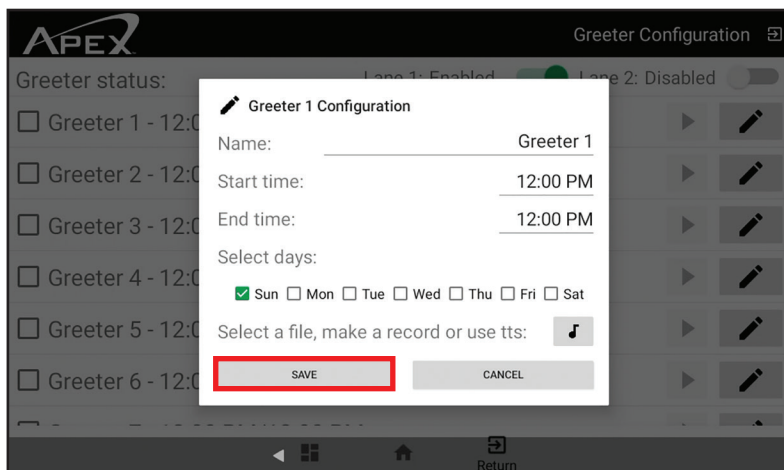 APEX
Greeter Configuration
Greeter status: Lane 1: Enabled Lane 2: Disabled
Greeter 1 - 12:0
Greeter 2 - 12:0
Greeter 3 - 12:0
Greeter 4 - 12:0
Greeter 5 - 12:0
Greeter 6 - 12:0
Greeter 1 Configuration
Name: Greeter 1
Start time: 12:00 PM
End time: 12:00 PM
Select days:
Sun Mon Tue Wed Thu Fri Sat
Select a file, make a record or use tts:
SAVE CANCEL
Return